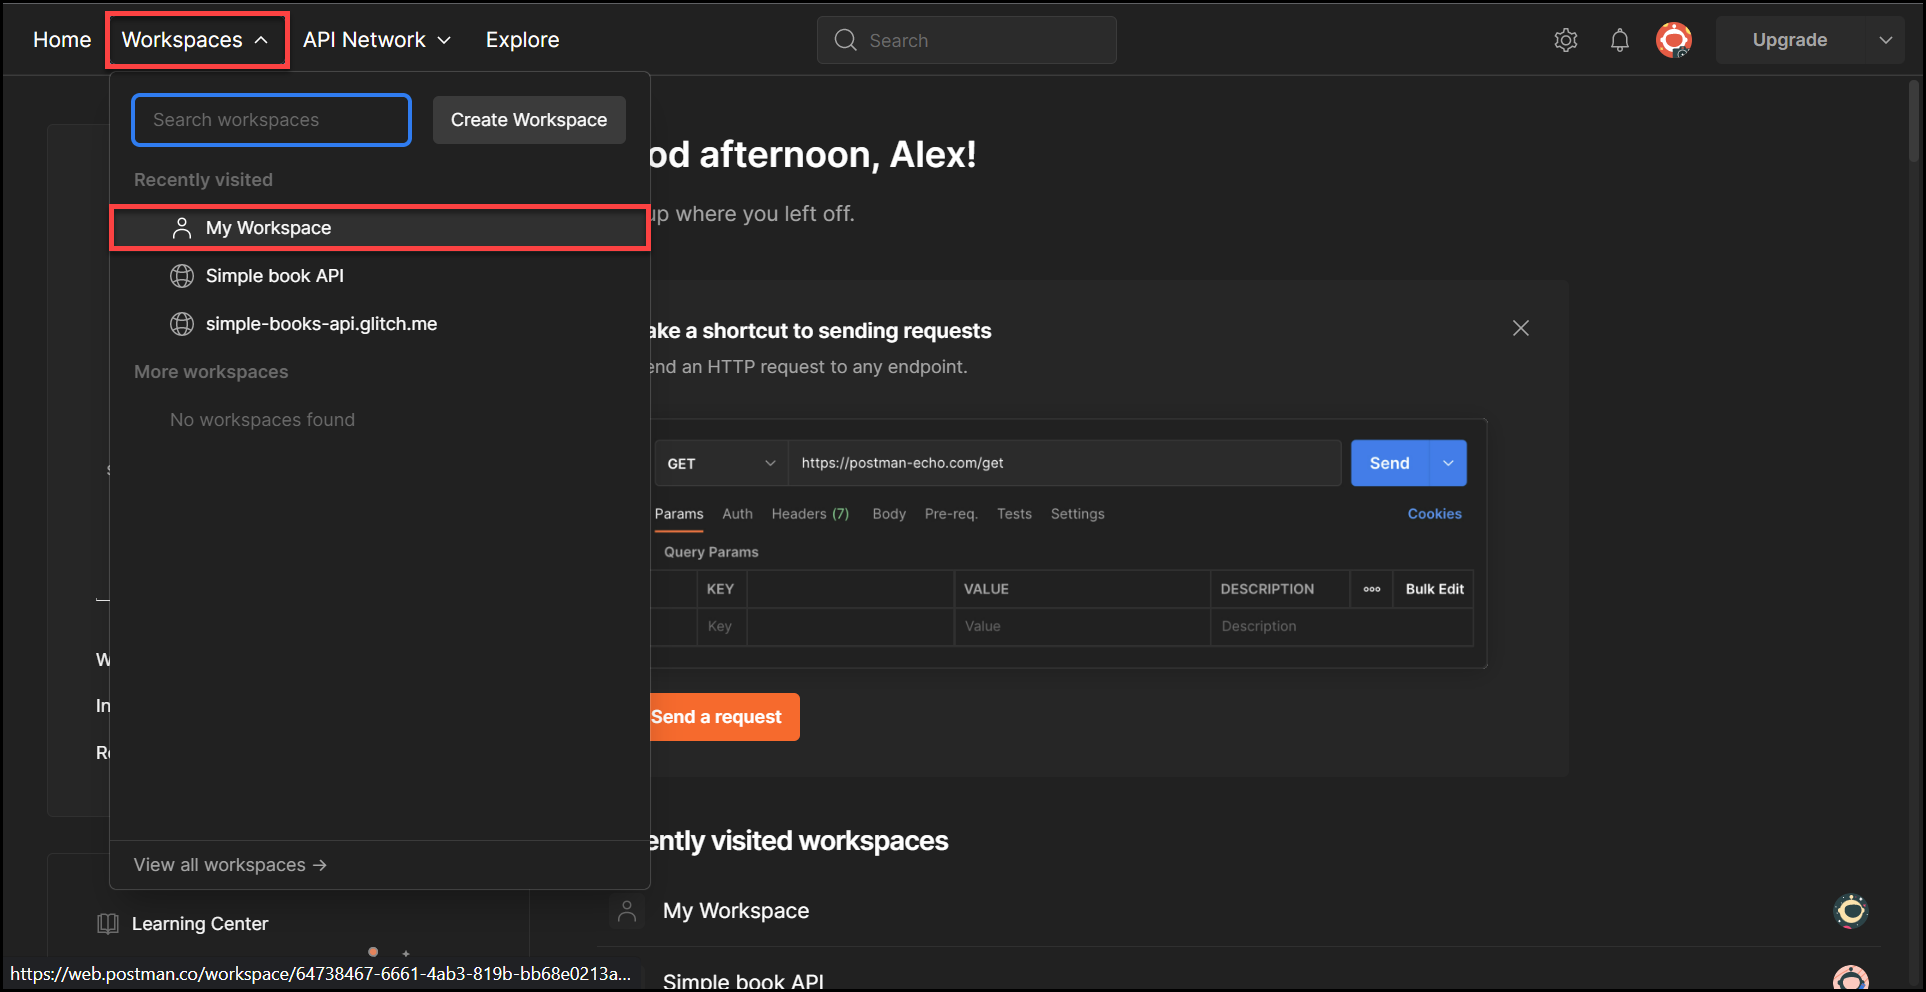 Home Workspaces API Network Explore Search Upgrade
Search workspaces Create Workspace
Recently visited
My Workspace
Simple book API
simple-books-api.glitch.me
More workspaces
No workspaces found
View all workspaces →
od afternoon, Alex!
up where you left off.
ake a shortcut to sending requests
end an HTTP request to any endpoint.
GET https://postman-echo.com/get Send
Params Auth Headers (7) Body Pre-req. Tests Settings Cookies
Query Params
KEY VALUE DESCRIPTION ooo Bulk Edit
Key Value Description
Send a request
W
In
Re
ently visited workspaces
My Workspace
Simple book API
Learning Center
https://web.postman.co/workspace/64738467-6661-4ab3-819b-bb68e0213a...